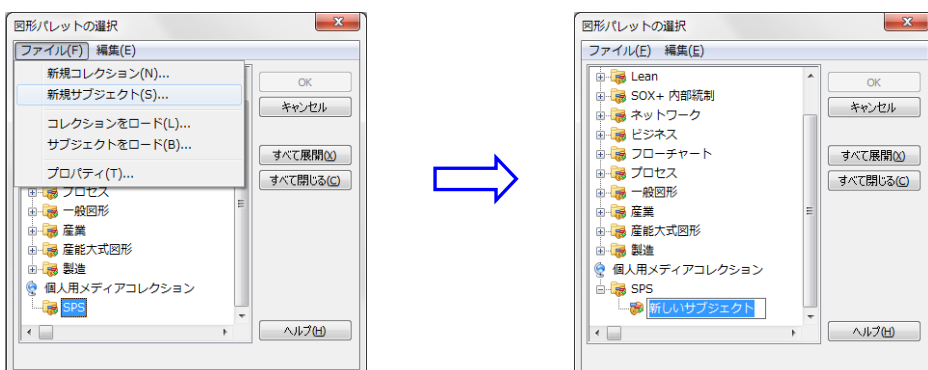 図形パレットの選択
ファイル(F) 編集(E)
新規コレクション(N)...
新規サブジェクト(S)...
コレクションをロード(L)...
サブジェクトをロード(B)...
プロパティ(T)...
プロセス
一般図形
産業
産能大式図形
製造
個人用メディアコレクション
SPS
OK
キャンセル
すべて展開(X)
すべて閉じる(C)
ヘルプ(H)
図形パレットの選択
ファイル(F) 編集(E)
Lean
SOX+ 内部統制
ネットワーク
ビジネス
フローチャート
プロセス
一般図形
産業
産能大式図形
製造
個人用メディアコレクション
SPS
新しいサブジェクト
OK
キャンセル
すべて展開(X)
すべて閉じる(C)
ヘルプ(H)